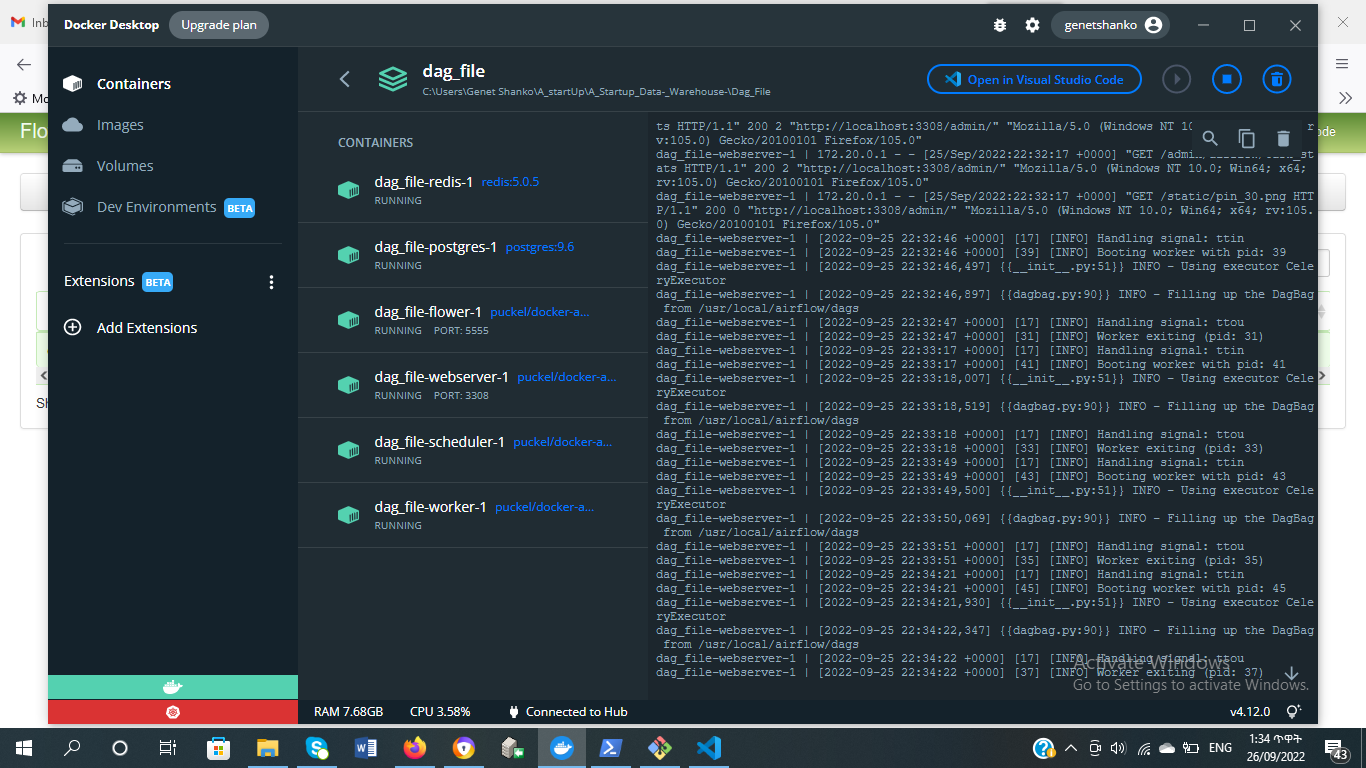 Inb
Docker Desktop
Upgrade plan
genetshanko
Mo
Flo
ode
Sh
Containers
Images
Volumes
Dev Environments BETA
Extensions BETA
Add Extensions
dag_file
C:\Users\Genet Shanko\A_startUp\A_Startup_Data-_Warehouse-\Dag_File
Open in Visual Studio Code
CONTAINERS
dag_file-redis-1 redis:5.0.5
RUNNING
dag_file-postgres-1 postgres:9.6
RUNNING
dag_file-flower-1 puckel/docker-a...
RUNNING PORT: 5555
dag_file-webserver-1 puckel/docker-a...
RUNNING PORT: 3308
dag_file-scheduler-1 puckel/docker-a...
RUNNING
dag_file-worker-1 puckel/docker-a...
RUNNING
ts HTTP/1.1" 200 2 "http://localhost:3308/admin/" "Mozilla/5.0 (Windows NT 10 r
v:105.0) Gecko/20100101 Firefox/105.0"
dag_file-webserver-1 | 172.20.0.1 - - [25/Sep/2022:22:32:17 +0000] "GET /admin st
ats HTTP/1.1" 200 2 "http://localhost:3308/admin/" "Mozilla/5.0 (Windows NT 10.0; Win64; x64;
rv:105.0) Gecko/20100101 Firefox/105.0"
dag_file-webserver-1 | 172.20.0.1 - - [25/Sep/2022:22:32:17 +0000] "GET /static/pin_30.png HTT
P/1.1" 200 0 "http://localhost:3308/admin/" "Mozilla/5.0 (Windows NT 10.0; Win64; x64; rv:105.
0) Gecko/20100101 Firefox/105.0"
dag_file-webserver-1 | [2022-09-25 22:32:46 +0000] [17] [INFO] Handling signal: ttin
dag_file-webserver-1 | [2022-09-25 22:32:46 +0000] [39] [INFO] Booting worker with pid: 39
dag_file-webserver-1 | [2022-09-25 22:32:46,497] {{__init__.py:51}} INFO - Using executor Cele
ryExecutor
dag_file-webserver-1 | [2022-09-25 22:32:46,897] {{dagbag.py:90}} INFO - Filling up the DagBag
from /usr/local/airflow/dags
dag_file-webserver-1 | [2022-09-25 22:32:47 +0000] [17] [INFO] Handling signal: ttou
dag_file-webserver-1 | [2022-09-25 22:32:47 +0000] [31] [INFO] Worker exiting (pid: 31)
dag_file-webserver-1 | [2022-09-25 22:33:17 +0000] [17] [INFO] Handling signal: ttin
dag_file-webserver-1 | [2022-09-25 22:33:17 +0000] [41] [INFO] Booting worker with pid: 41
dag_file-webserver-1 | [2022-09-25 22:33:18,007] {{__init__.py:51}} INFO - Using executor Cele
ryExecutor
dag_file-webserver-1 | [2022-09-25 22:33:18,519] {{dagbag.py:90}} INFO - Filling up the DagBag
from /usr/local/airflow/dags
dag_file-webserver-1 | [2022-09-25 22:33:18 +0000] [17] [INFO] Handling signal: ttou
dag_file-webserver-1 | [2022-09-25 22:33:18 +0000] [33] [INFO] Worker exiting (pid: 33)
dag_file-webserver-1 | [2022-09-25 22:33:49 +0000] [17] [INFO] Handling signal: ttin
dag_file-webserver-1 | [2022-09-25 22:33:49 +0000] [43] [INFO] Booting worker with pid: 43
dag_file-webserver-1 | [2022-09-25 22:33:49,500] {{__init__.py:51}} INFO - Using executor Cele
ryExecutor
dag_file-webserver-1 | [2022-09-25 22:33:50,069] {{dagbag.py:90}} INFO - Filling up the DagBag
from /usr/local/airflow/dags
dag_file-webserver-1 | [2022-09-25 22:33:51 +0000] [17] [INFO] Handling signal: ttou
dag_file-webserver-1 | [2022-09-25 22:33:51 +0000] [35] [INFO] Worker exiting (pid: 35)
dag_file-webserver-1 | [2022-09-25 22:34:21 +0000] [17] [INFO] Handling signal: ttin
dag_file-webserver-1 | [2022-09-25 22:34:21 +0000] [45] [INFO] Booting worker with pid: 45
dag_file-webserver-1 | [2022-09-25 22:34:21,930] {{__init__.py:51}} INFO - Using executor Cele
ryExecutor
dag_file-webserver-1 | [2022-09-25 22:34:22,347] {{dagbag.py:90}} INFO - Filling up the DagBag
from /usr/local/airflow/dags
dag_file-webserver-1 | [2022-09-25 22:34:22 +0000] [17] [INFO] Handling signal: ttou
dag_file-webserver-1 | [2022-09-25 22:34:22 +0000] [37] [INFO] Worker exiting (pid: 37)
Activate Windows
Go to Settings to activate Windows.
RAM 7.68GB CPU 3.58% Connected to Hub
v4.12.0
ENG
1:34 ጥዋት
26/09/2022
43